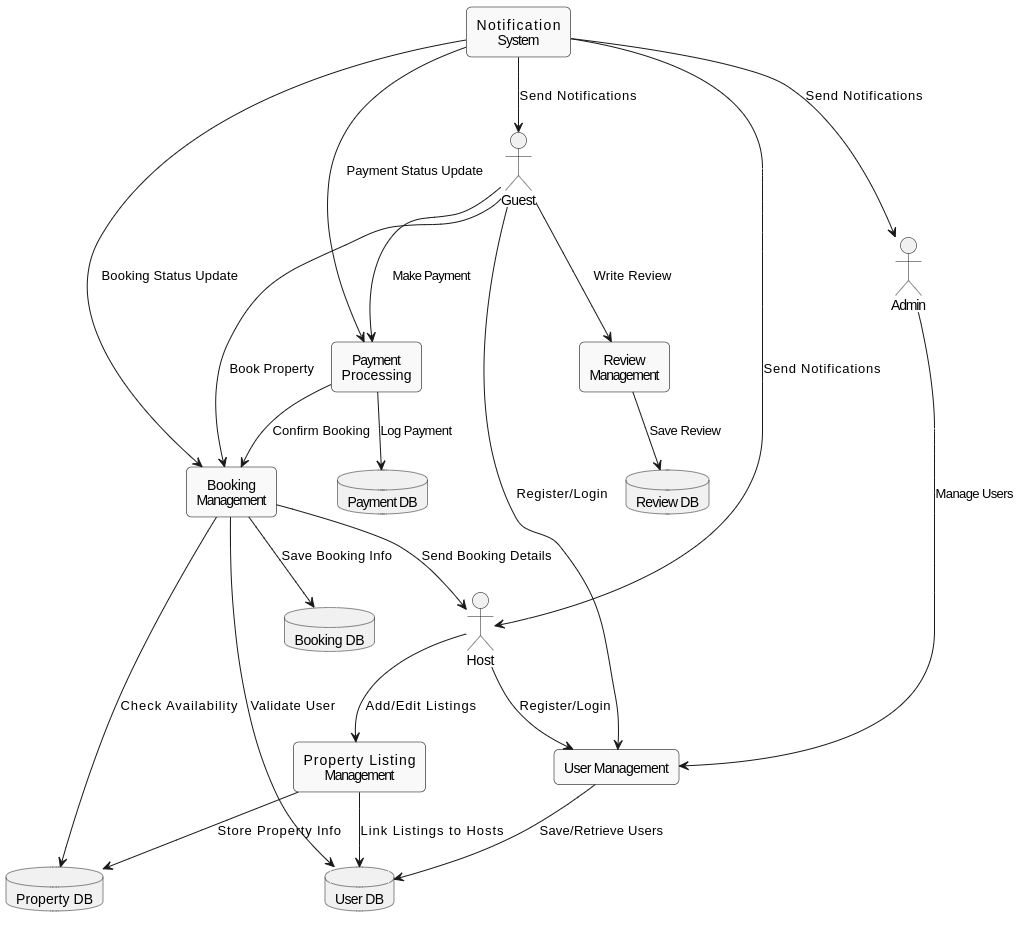 Notification
System
Send Notifications
Send Notifications
Payment Status Update
Guest
Booking Status Update
Make Payment
Write Review
Admin
Book Property
Payment
Processing
Review
Management
Send Notifications
Confirm Booking
Log Payment
Save Review
Booking
Management
Payment DB
Register/Login
Review DB
Manage Users
Save Booking Info
Send Booking Details
Booking DB
Host
Check Availability
Validate User
Add/Edit Listings
Register/Login
Property Listing
Management
User Management
Store Property Info
Link Listings to Hosts
Save/Retrieve Users
Property DB
User DB